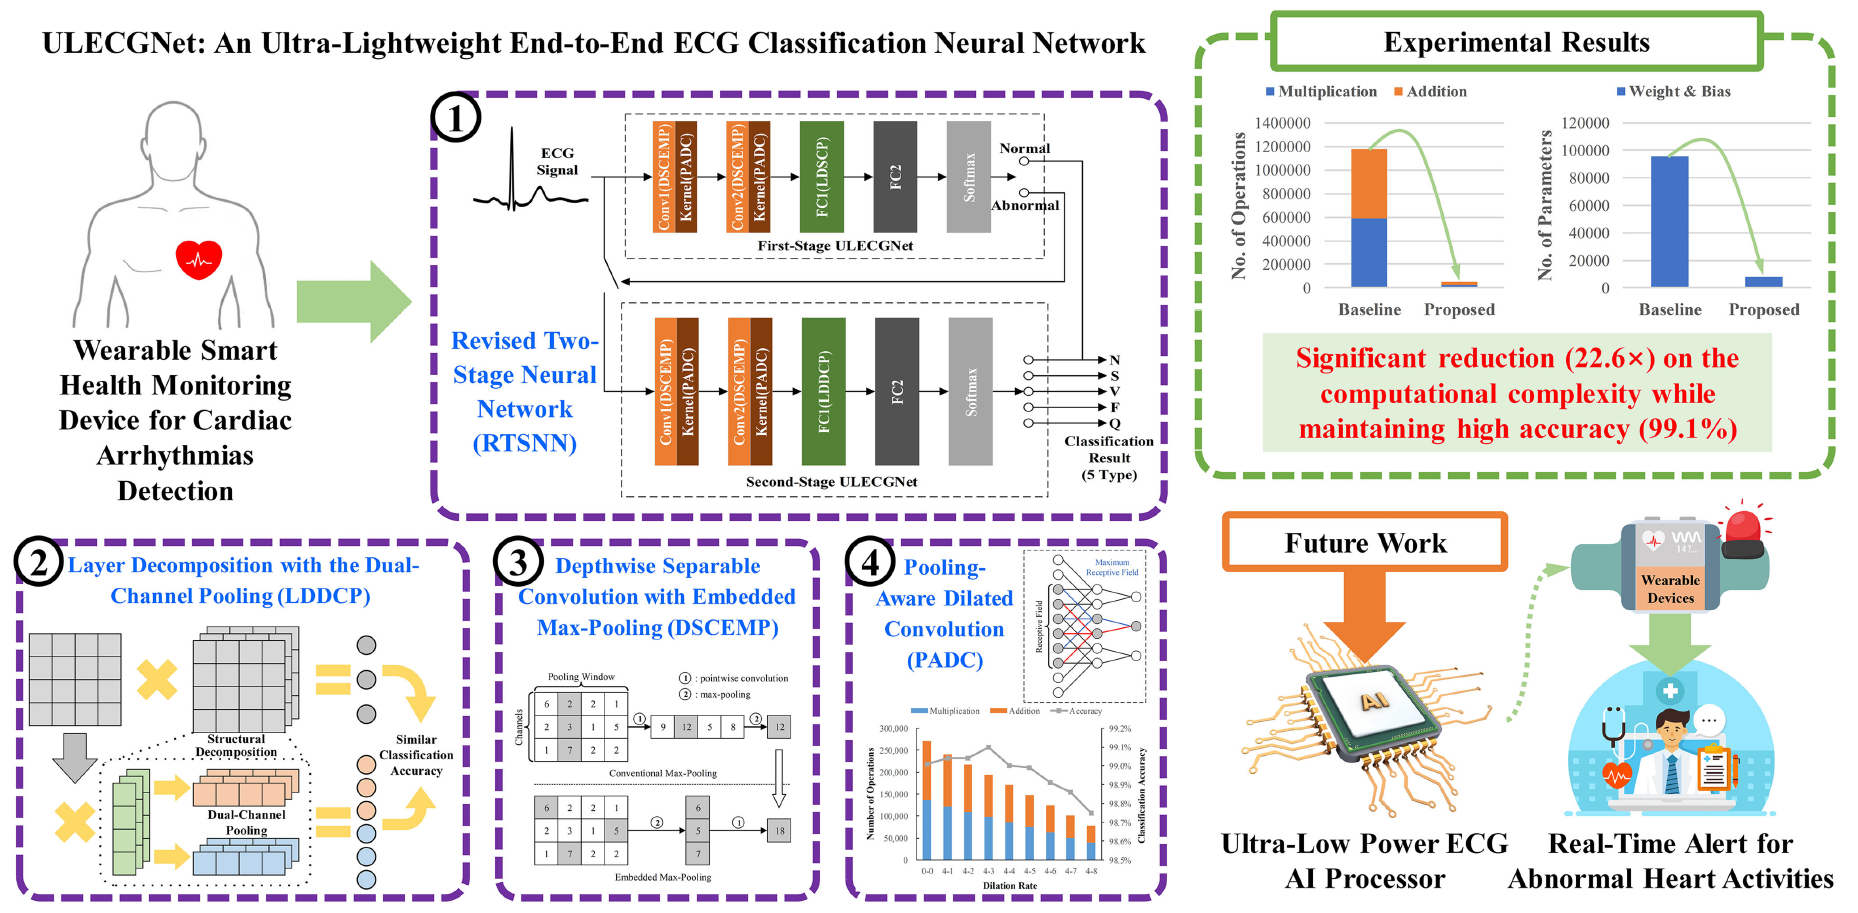 ULECGNet: An Ultra-Lightweight End-to-End ECG Classification Neural Network
Wearable Smart
Health Monitoring
Device for Cardiac
Arrhythmias
Detection
1
ECG
Signal
Conv1(DSCEMP)
Kernel(PADC)
Conv2(DSCEMP)
Kernel(PADC)
FC1(LDSCP)
FC2
Softmax
Normal
Abnormal
First-Stage ULECGNet
Revised Two-
Stage Neural
Network
(RTSNN)
Conv1(DSCEMP)
Kernel(PADC)
Conv2(DSCEMP)
Kernel(PADC)
FC1(LDDCP)
FC2
Softmax
N
S
V
F
Q
Classification
Result
(5 Type)
Second-Stage ULECGNet
Experimental Results
Multiplication Addition
No. of Operations
1400000
1200000
1000000
800000
600000
400000
200000
0
Baseline Proposed
Weight & Bias
No. of Parameters
120000
100000
80000
60000
40000
20000
0
Baseline Proposed
Significant reduction (22.6×) on the
computational complexity while
maintaining high accuracy (99.1%)
2
Layer Decomposition with the Dual-
Channel Pooling (LDDCP)
Structural
Decomposition
Dual-Channel
Pooling
Similar
Classification
Accuracy
3
Depthwise Separable
Convolution with Embedded
Max-Pooling (DSCEMP)
Pooling Window
1 : pointwise convolution
2 : max-pooling
Channels
6 2 2 1
2 3 1 5
1 7 2 2
1
9 12 5 8
2
12
Conventional Max-Pooling
6 2 2 1
2 3 1 5
1 7 2 2
2
6
5
7
1
18
Embedded Max-Pooling
4
Pooling-
Aware Dilated
Convolution
(PADC)
Maximum
Receptive Field
Receptive Field
Multiplication Addition Accuracy
Number of Operations
300,000
250,000
200,000
150,000
100,000
50,000
0
99.2%
99.1%
99.0%
98.9%
98.8%
98.7%
98.6%
98.5%
Classification Accuracy
0-0 4-1 4-2 4-3 4-4 4-5 4-6 4-7 4-8
Dilation Rate
Future Work
AI
Ultra-Low Power ECG
AI Processor
147
Wearable
Devices
Real-Time Alert for
Abnormal Heart Activities